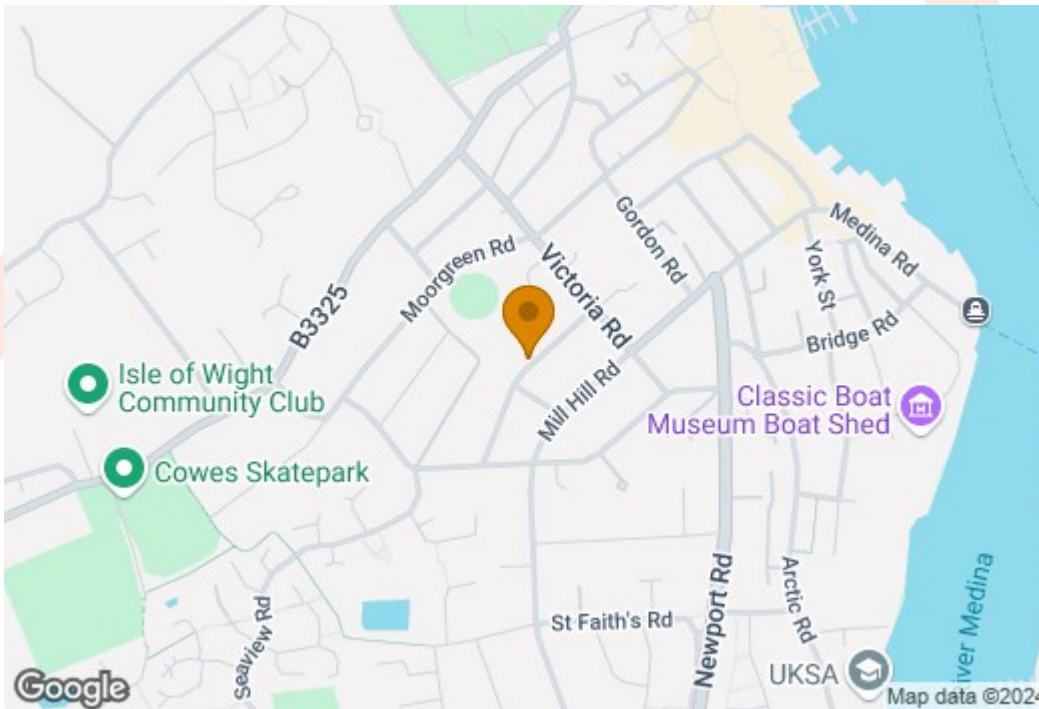 Medina Rd
Gordon Rd
York St
Moorgreen Rd
Victoria Rd
B3325
Bridge Rd
Isle of Wight
Community Club
Mill Hill Rd
Classic Boat
Museum Boat Shed
Cowes Skatepark
Newport Rd
Arctic Rd
iver Medina
Seaview Rd
St Faith's Rd
UKSA
Google
Map data ©2024